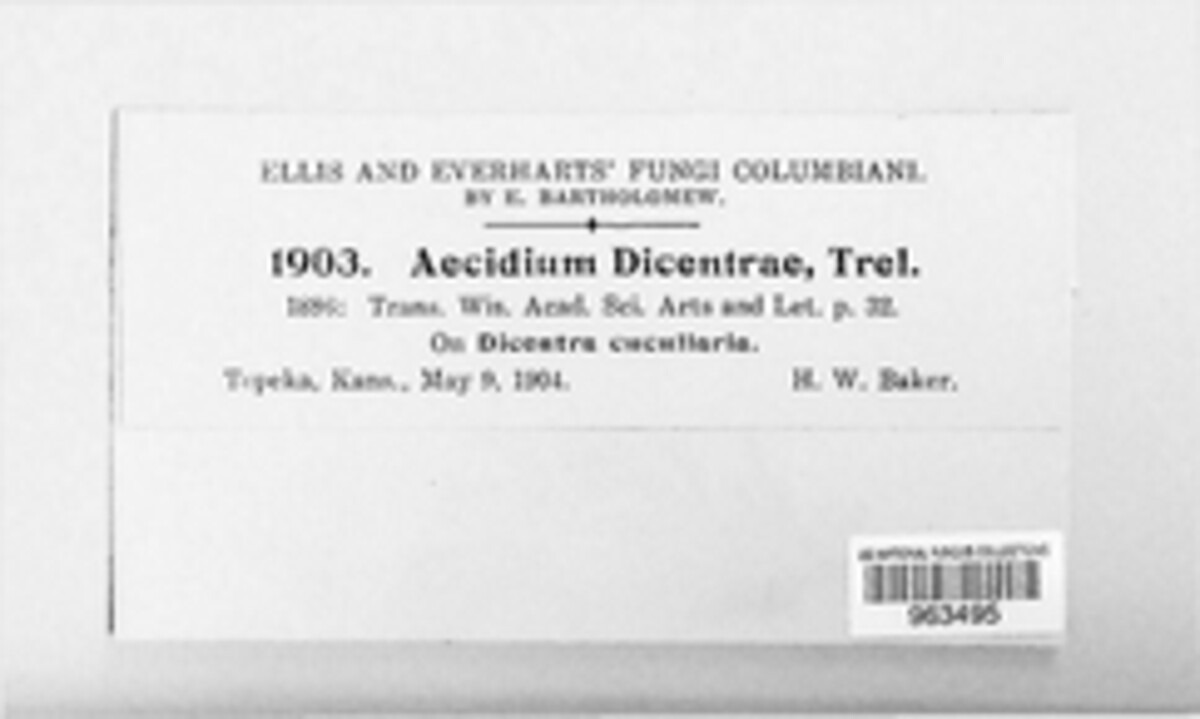 ELLIS AND EVERHARTS' FUNGI COLUMBIANI.
BY E. BARTHOLOMEW.
1903. Aecidium Dicentrae, Trel.
Trans. Wis. Acad. Sci. Arts and Let. p. 32.
On Dicentra cucullaria.
Topeka, Kans., May 9, 1904.
H. W. Baker.
963495